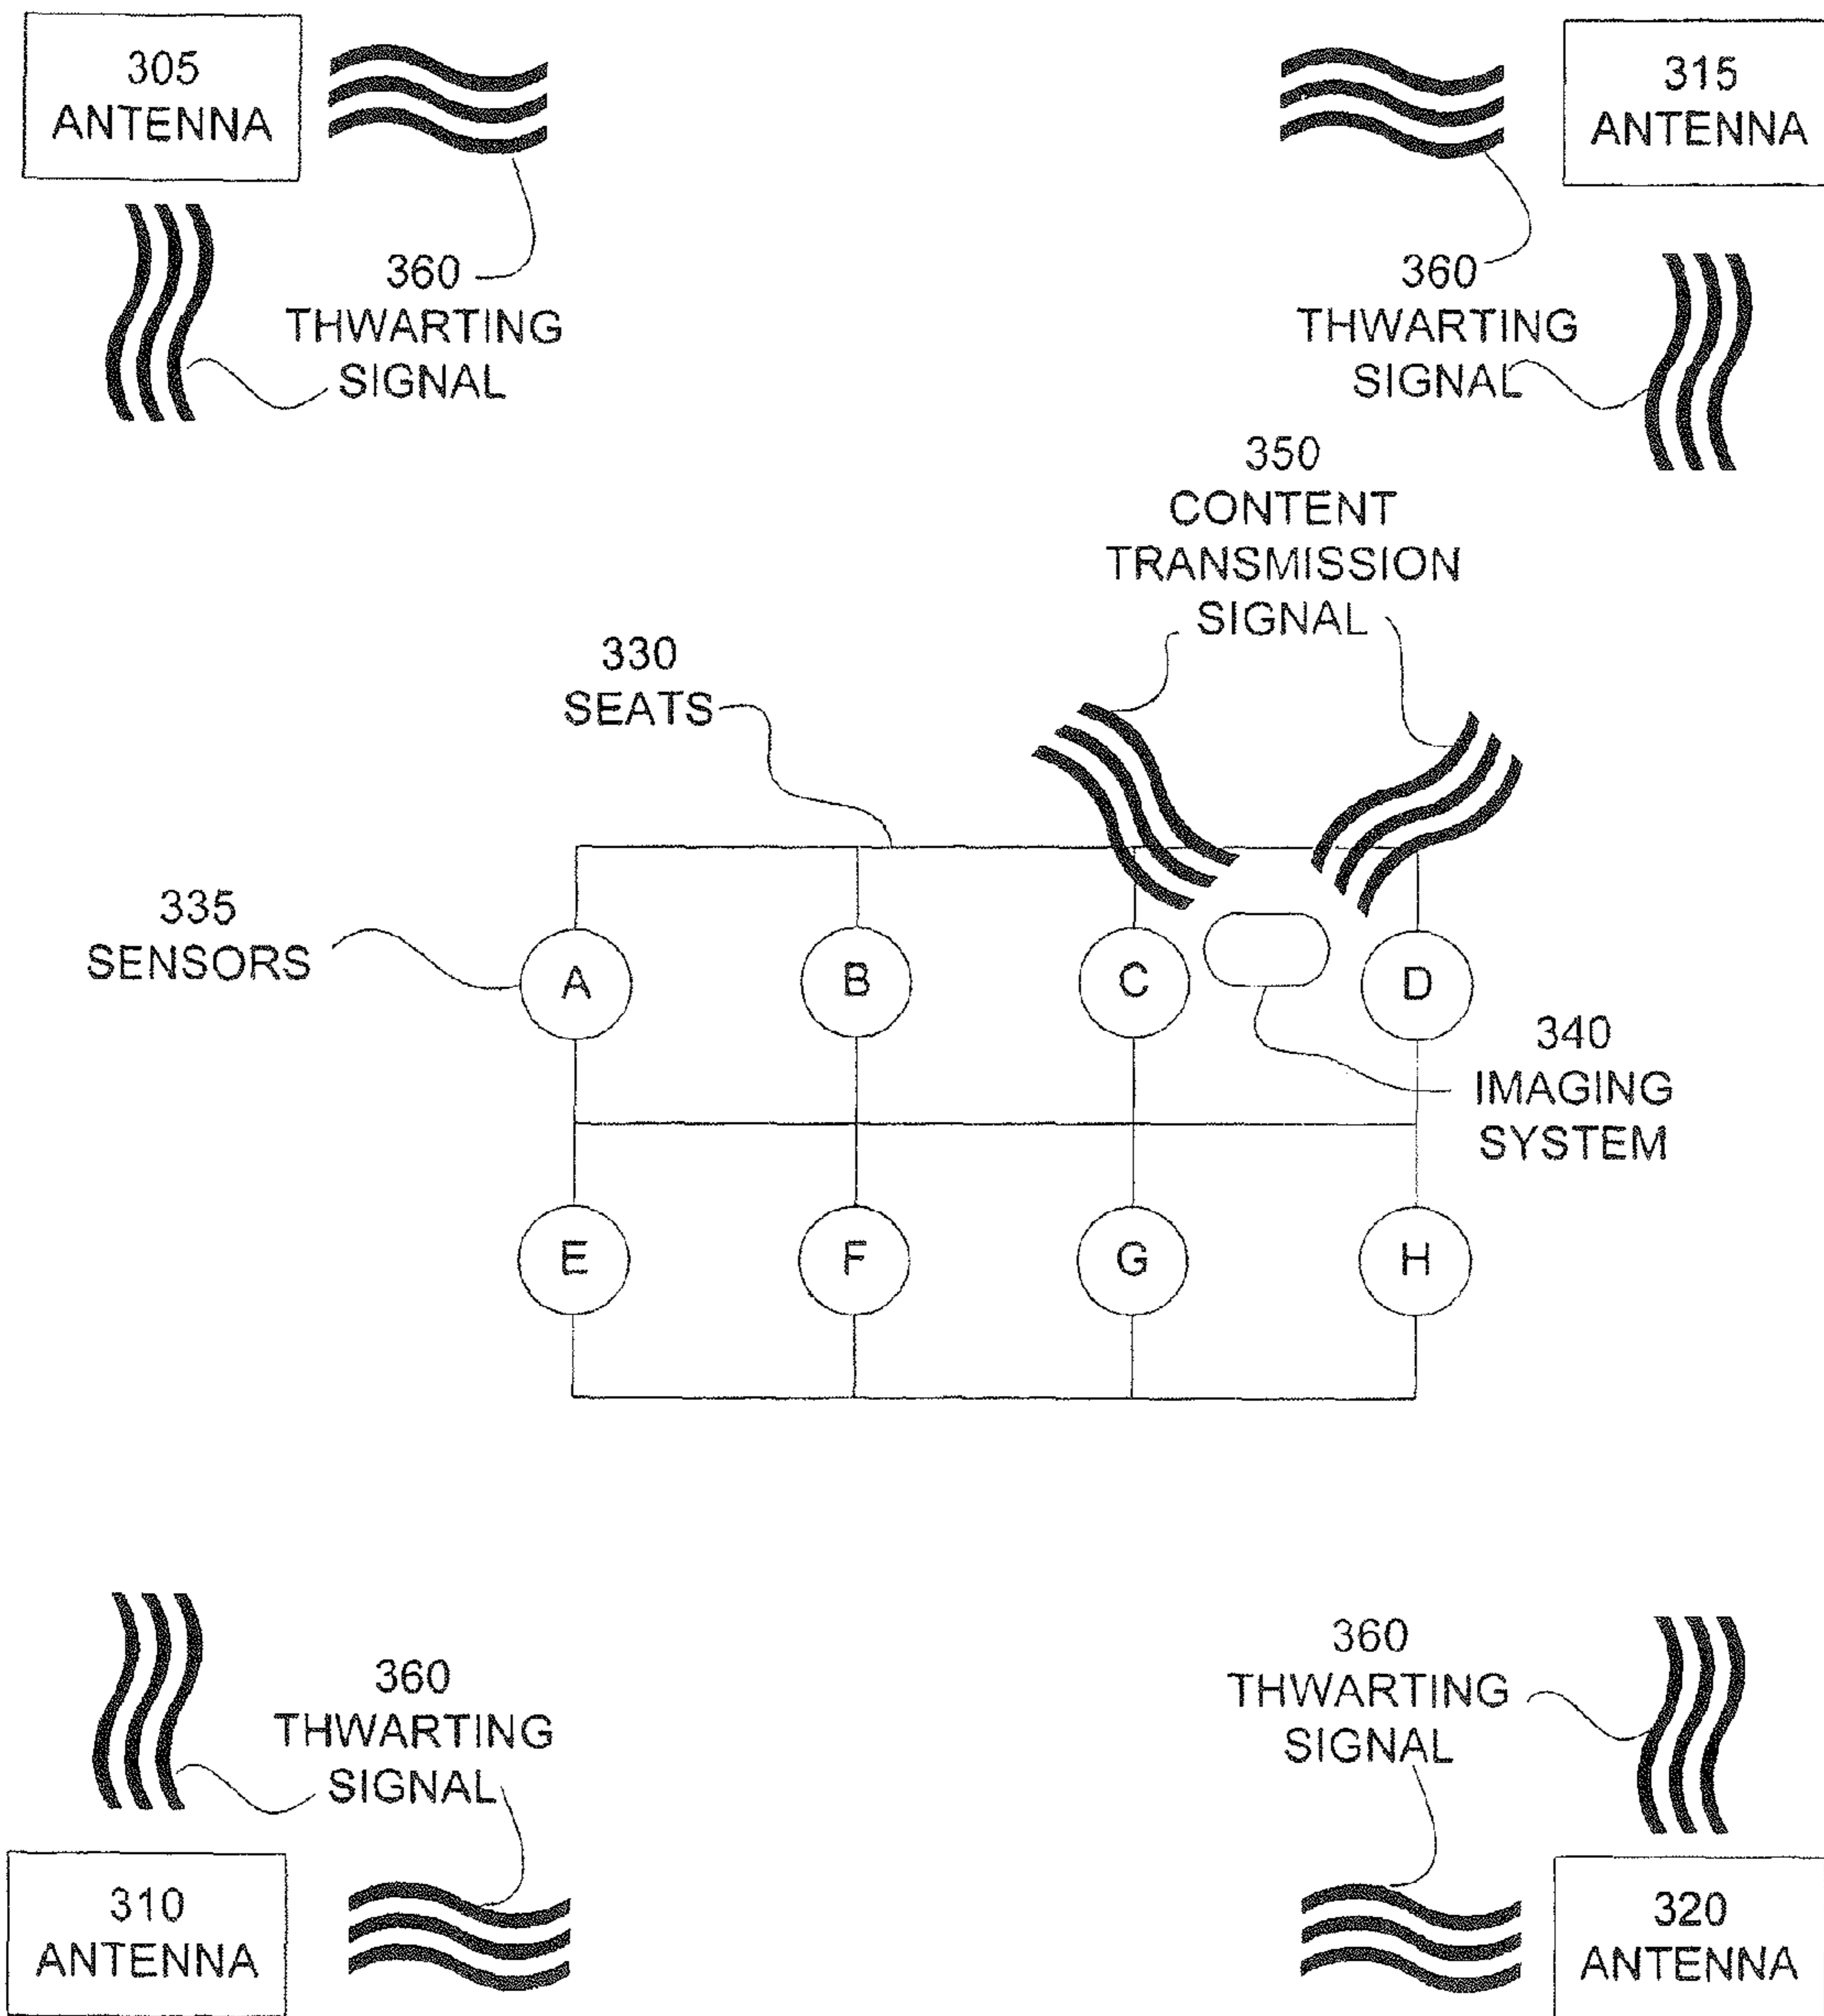 305
ANTENNA
315
ANTENNA
360
THWARTING
SIGNAL
360
THWARTING
SIGNAL
350
CONTENT
TRANSMISSION
SIGNAL
330
SEATS
335
SENSORS
A
B
C
D
340
IMAGING
SYSTEM
E
F
G
H
360
THWARTING
SIGNAL
360
THWARTING
SIGNAL
310
ANTENNA
320
ANTENNA